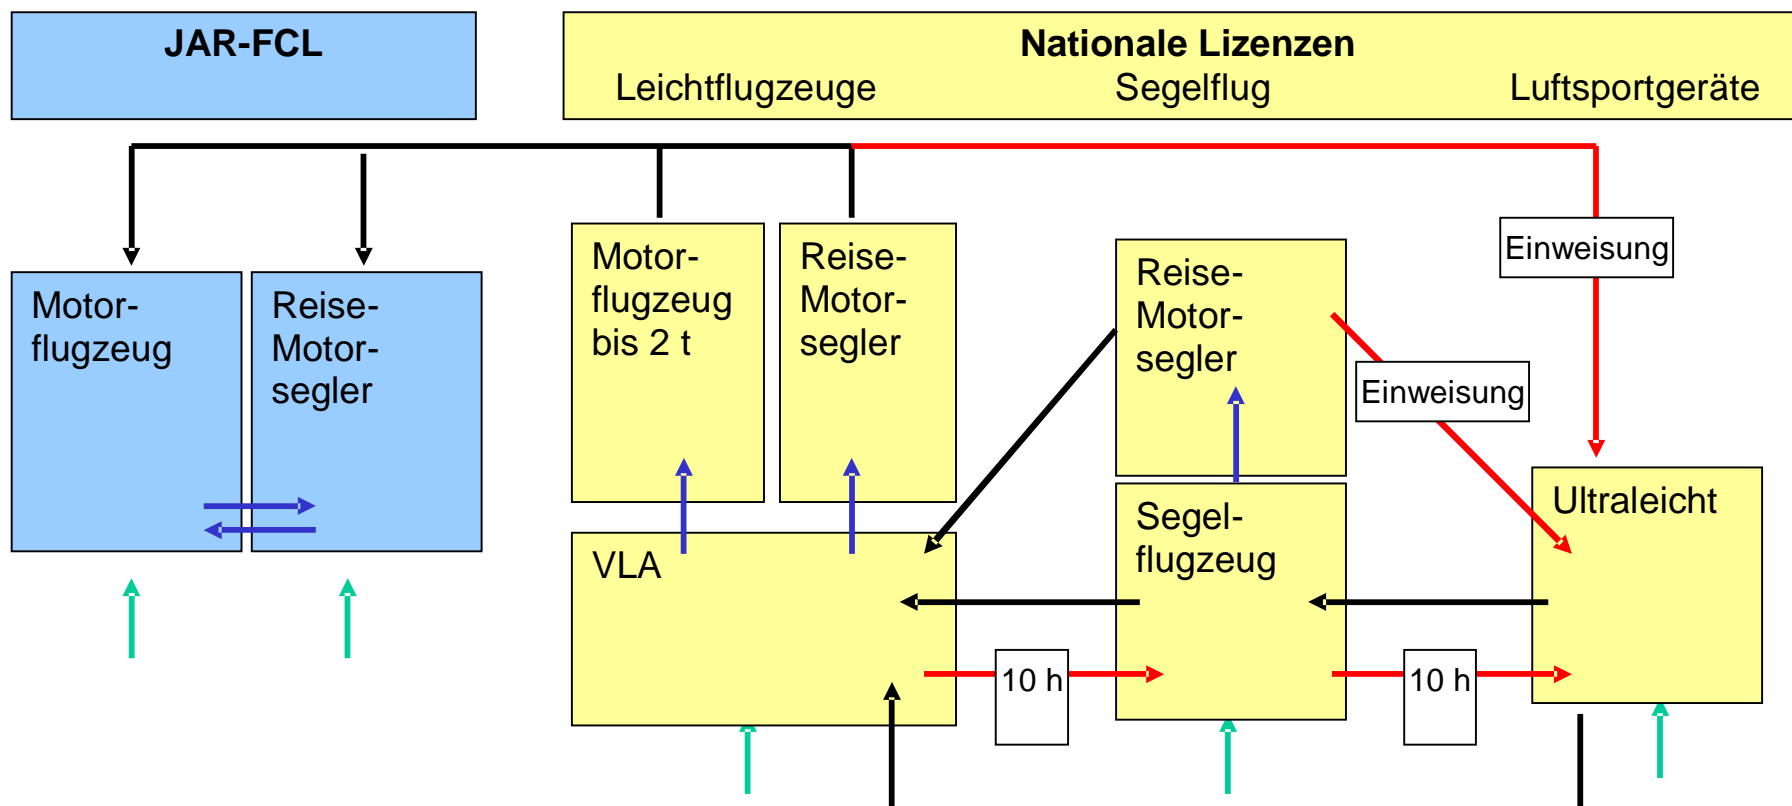 JAR-FCL
Nationale Lizenzen
Leichtflugzeuge Segelflug Luftsportgeräte
Motor-
flugzeug
Reise-
Motor-
segler
Motor-
flugzeug
bis 2 t
Reise-
Motor-
segler
Reise-
Motor-
segler
Einweisung
Einweisung
VLA
Segel-
flugzeug
Ultraleicht
10 h
10 h